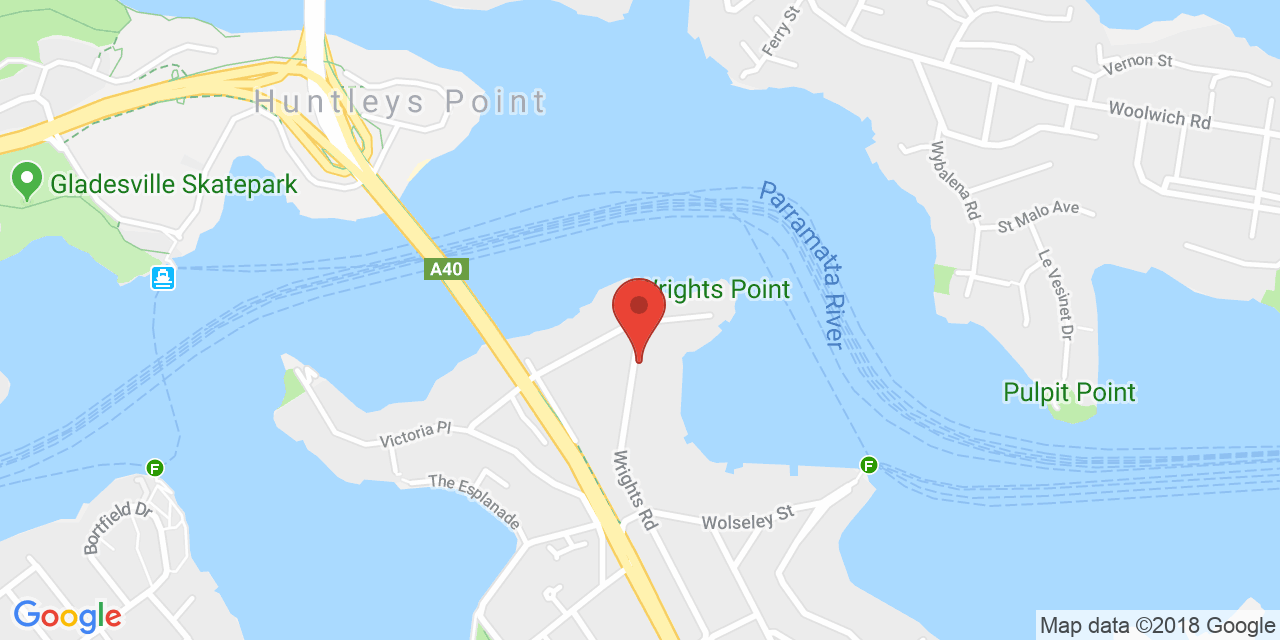 Ferry St
Vernon St
Huntleys Point
Woolwich Rd
Wybalena Rd
Gladesville Skatepark
St Malo Ave
Parramatta River
Le Vesinet Dr
A40
Wrights Point
Pulpit Point
Victoria Pl
F
F
The Esplanade
Wrights Rd
Bortfield Dr
Wolseley St
Google
Map data ©2018 Google